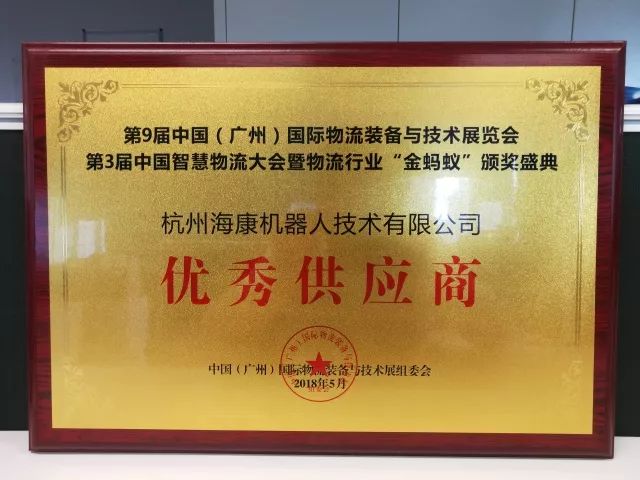 第9届中国（广州）国际物流装备与技术展览会
第3届中国智慧物流大会暨物流行业“金蚂蚁”颁奖盛典
杭州海康机器人技术有限公司
优秀供应商
中国（广州）国际物流装备与技术展组委会
2018年5月
组委会